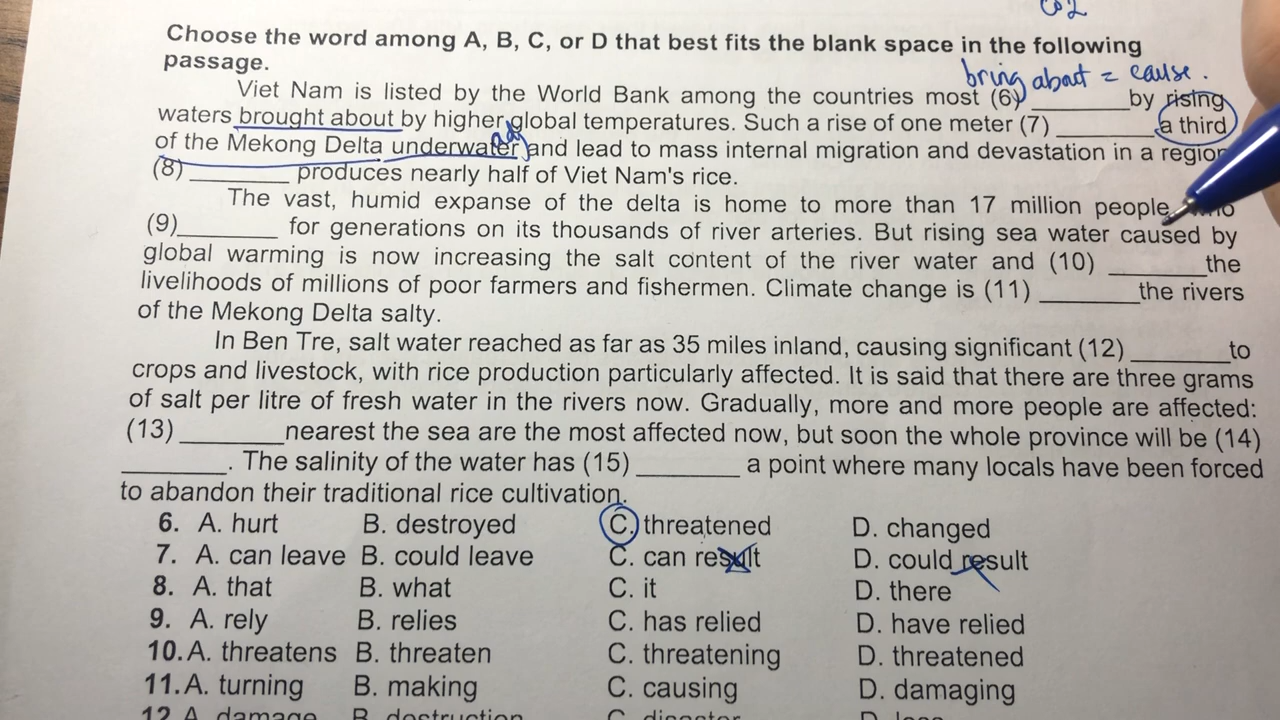 co2
Choose the word among A, B, C, or D that best fits the blank space in the following
passage.
bring about = cause.
Viet Nam is listed by the World Bank among the countries most (6) ________ by rising
waters brought about by higher global temperatures. Such a rise of one meter (7) ________ a third
adj
of the Mekong Delta underwater and lead to mass internal migration and devastation in a region
(8) ________ produces nearly half of Viet Nam's rice.
The vast, humid expanse of the delta is home to more than 17 million people
(9)________ for generations on its thousands of river arteries. But rising sea water caused by
global warming is now increasing the salt content of the river water and (10) ________the
livelihoods of millions of poor farmers and fishermen. Climate change is (11) ________the rivers
of the Mekong Delta salty.
In Ben Tre, salt water reached as far as 35 miles inland, causing significant (12) ________to
crops and livestock, with rice production particularly affected. It is said that there are three grams
of salt per litre of fresh water in the rivers now. Gradually, more and more people are affected:
(13) ________nearest the sea are the most affected now, but soon the whole province will be (14)
________. The salinity of the water has (15) ________ a point where many locals have been forced
to abandon their traditional rice cultivation.
6. A. hurt B. destroyed C. threatened D. changed
7. A. can leave B. could leave C. can result D. could result
8. A. that B. what C. it D. there
9. A. rely B. relies C. has relied D. have relied
10. A. threatens B. threaten C. threatening D. threatened
11. A. turning B. making C. causing D. damaging
12 A. damage B. destruction C. disaster D. loss